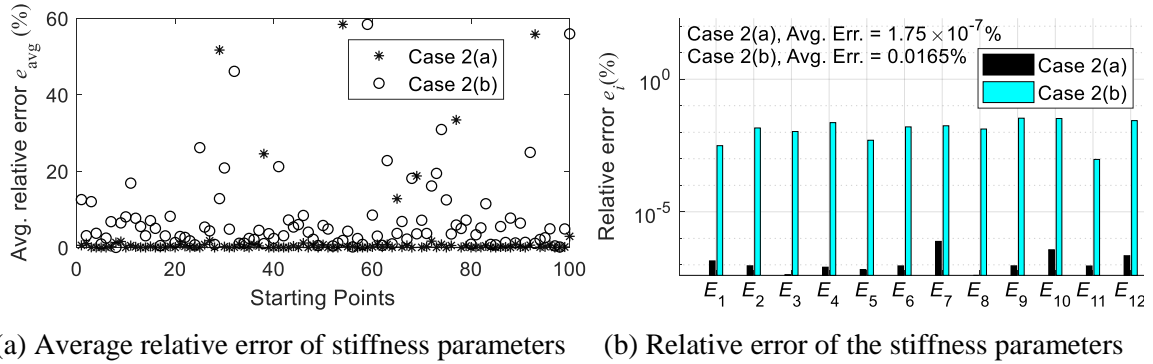 60
40
20
0
0 20 40 60 80 100
Avg. relative error e_avg (%)
Starting Points
Case 2(a)
Case 2(b)
Case 2(a), Avg. Err. = 1.75 ×10^-7%
Case 2(b), Avg. Err. = 0.0165%
Case 2(a)
Case 2(b)
10^0
10^-5
Relative error e_i(%)
E_1 E_2 E_3 E_4 E_5 E_6 E_7 E_8 E_9 E_10 E_11 E_12
a) Average relative error of stiffness parameters
(b) Relative error of the stiffness parameters